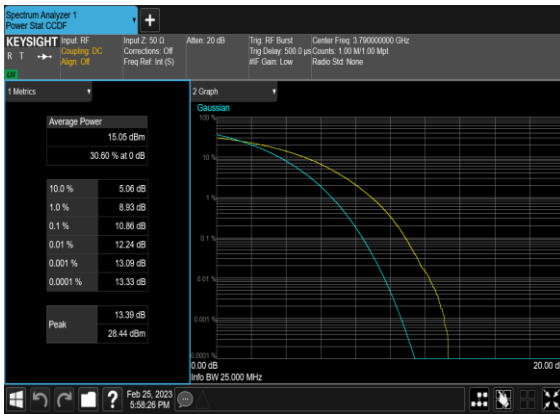 Spectrum Analyzer 1
Power Stat CCDF
KEYSIGHT
R T
Input: RF
Coupling: DC
Align: Off
Input Z: 50 Ω
Corrections: Off
Freq Ref: Int (S)
Atten: 20 dB
Trig: RF Burst
Trig Delay: 500.0 µs
#IF Gain: Low
Center Freq: 3.790000000 GHz
Counts: 1.00 M/1.00 Mpt
Radio Std: None
1 Metrics
Average Power
15.05 dBm
30.60 % at 0 dB
10.0 % 5.06 dB
1.0 % 8.93 dB
0.1 % 10.86 dB
0.01 % 12.24 dB
0.001 % 13.09 dB
0.0001 % 13.33 dB
Peak
13.39 dB
28.44 dBm
2 Graph
Gaussian
100 %
10 %
1 %
0.1 %
0.01 %
0.001 %
0.0001 %
0.00 dB
20.00 d
Info BW 25.000 MHz
Feb 25, 2023
5:58:26 PM